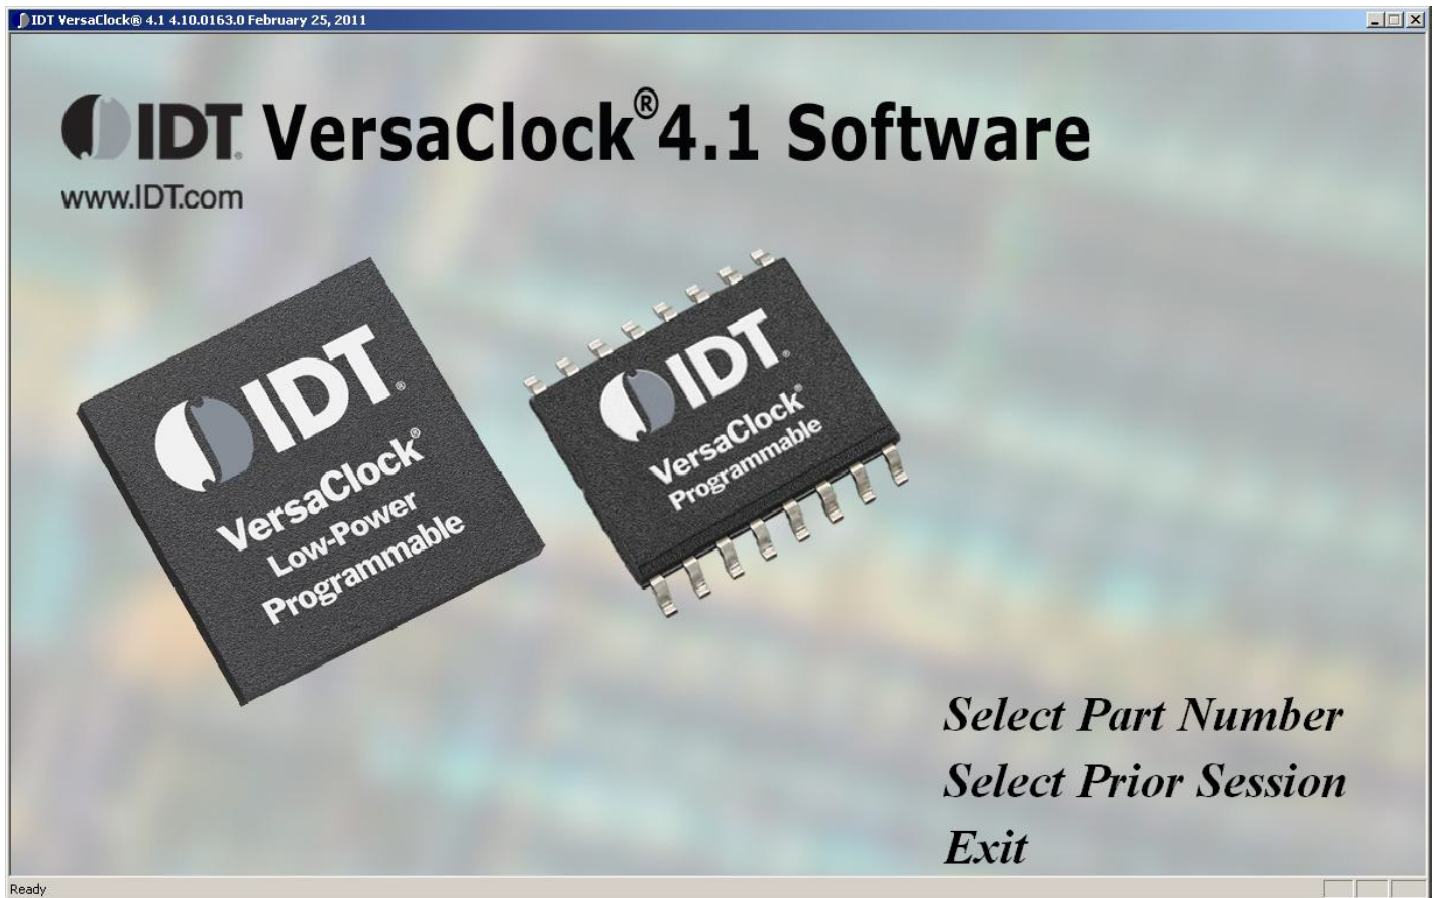 IDT VersaClock® 4.1 4.10.0163.0 February 25, 2011
IDT® VersaClock®4.1 Software
www.IDT.com
IDT®
VersaClock®
Low-Power
Programmable
IDT®
VersaClock®
Programmable
Select Part Number
Select Prior Session
Exit
Ready